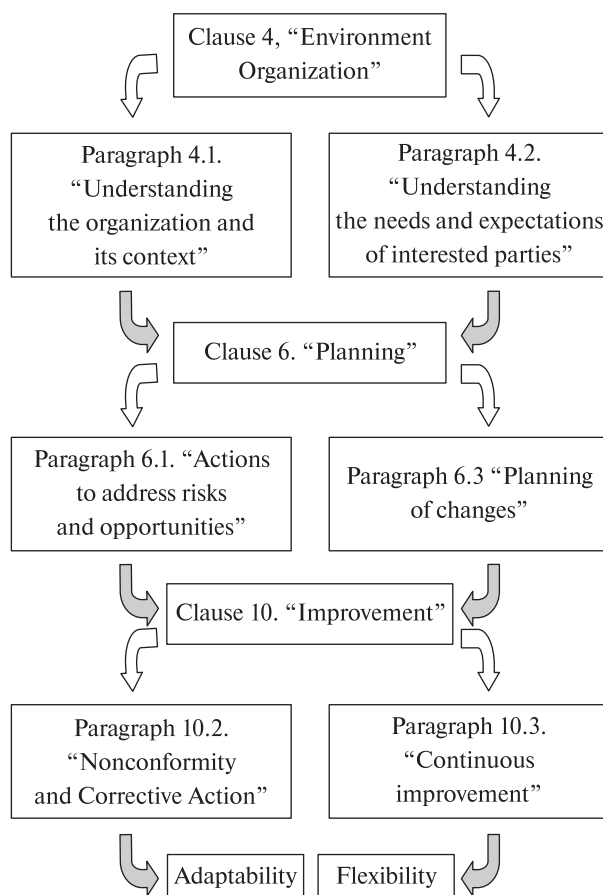 Clause 4, “Environment
Organization”
Paragraph 4.1.
“Understanding
the organization and
its context”
Paragraph 4.2.
“Understanding
the needs and expectations
of interested parties”
Clause 6. “Planning”
Paragraph 6.1. “Actions
to address risks
and opportunities”
Paragraph 6.3 “Planning
of changes”
Clause 10. “Improvement”
Paragraph 10.2.
“Nonconformity
and Corrective Action”
Paragraph 10.3.
“Continuous
improvement”
Adaptability
Flexibility